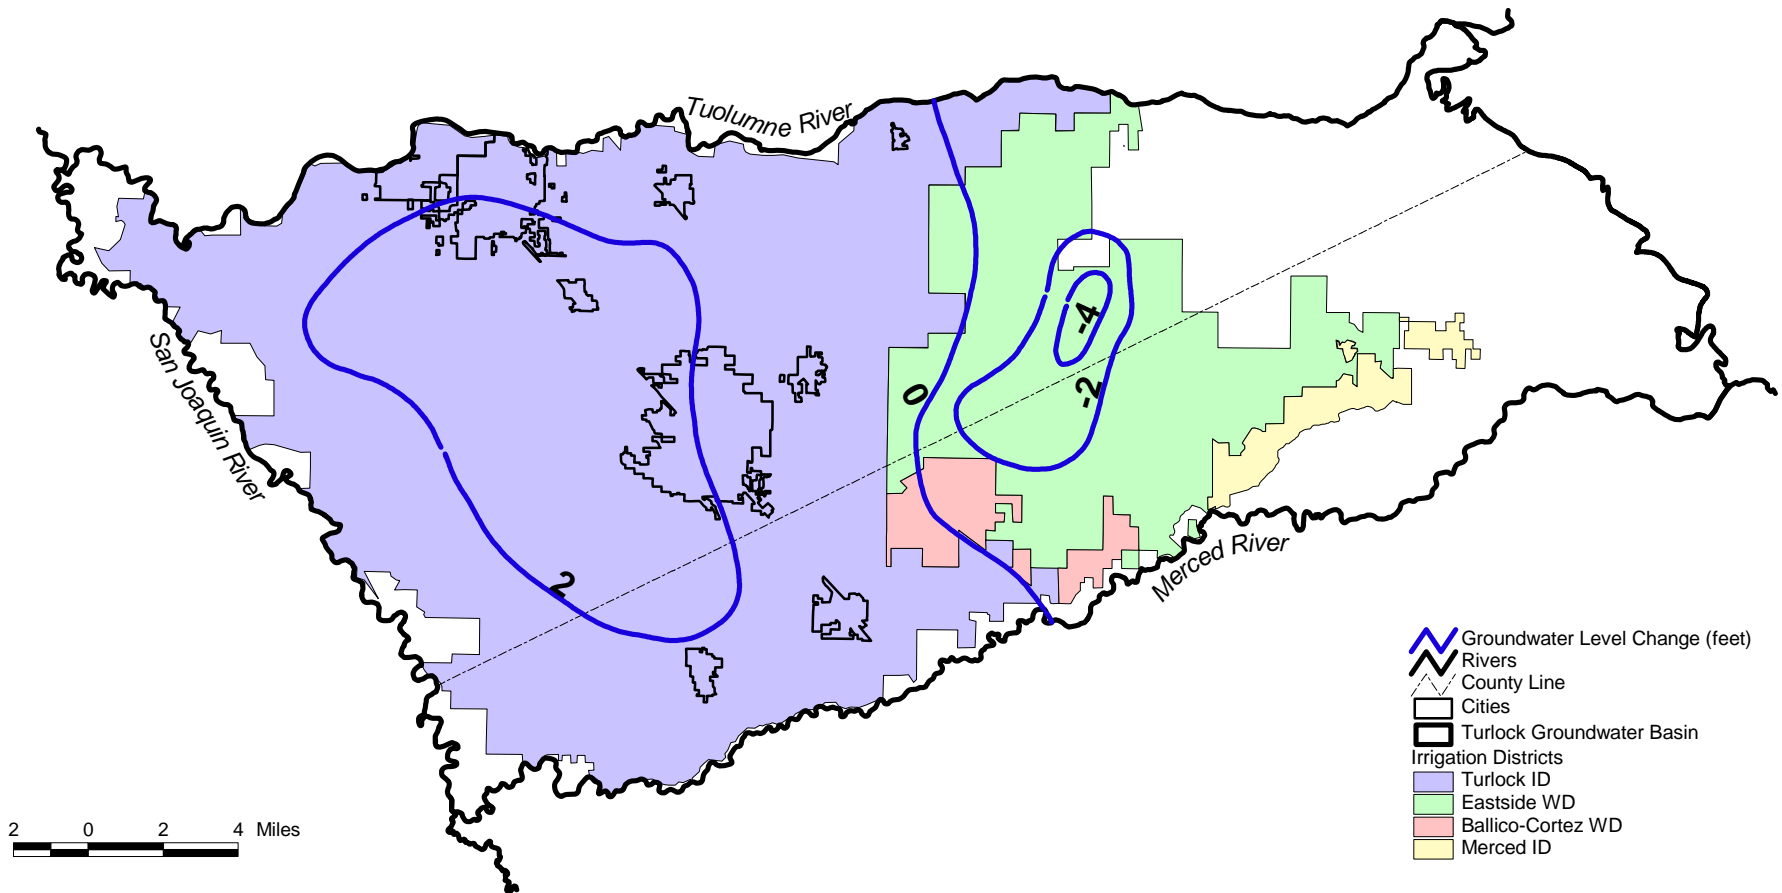 Tuolumne River
San Joaquin River
-4
-2
0
2
Merced River
Groundwater Level Change (feet)
Rivers
County Line
Cities
Turlock Groundwater Basin
Irrigation Districts
Turlock ID
Eastside WD
Ballico-Cortez WD
Merced ID
2 0 2 4 Miles